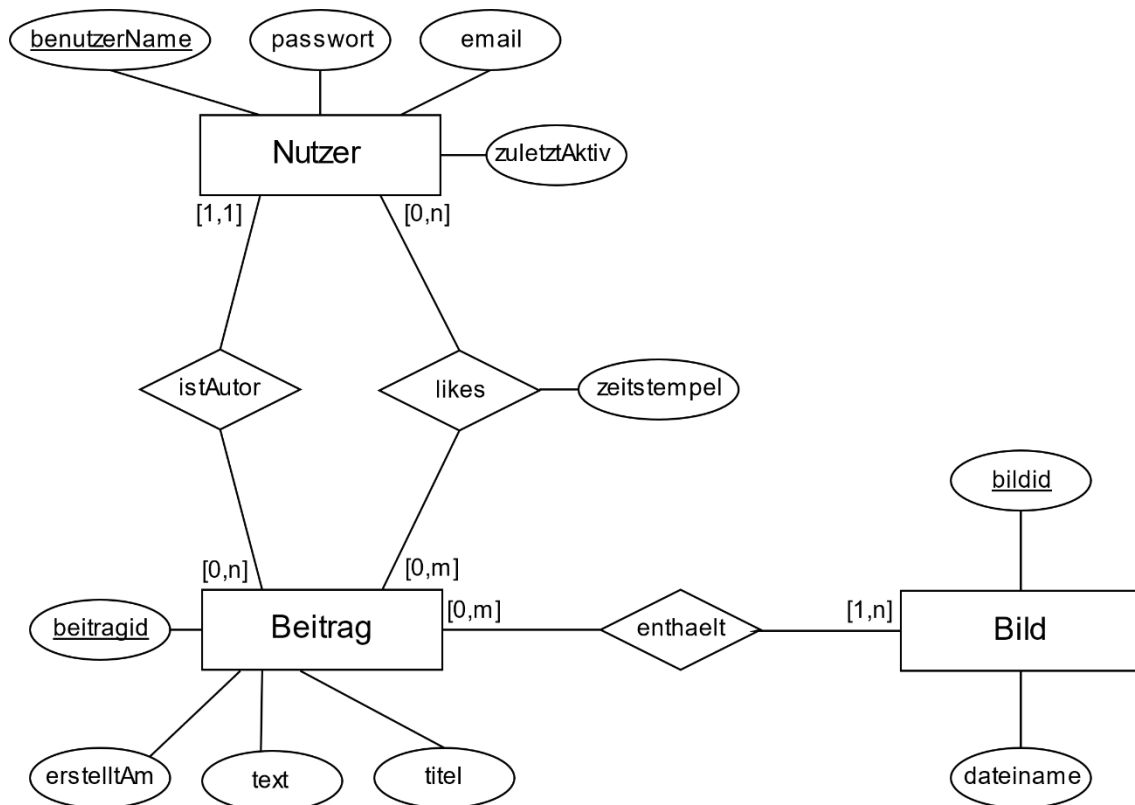 benutzerName
passwort
email
Nutzer
zuletztAktiv
[1,1]
[0,n]
istAutor
likes
zeitstempel
bildid
[0,n]
[0,m]
[0,m]
[1,n]
beitragid
Beitrag
enthaelt
Bild
erstelltAm
text
titel
dateiname